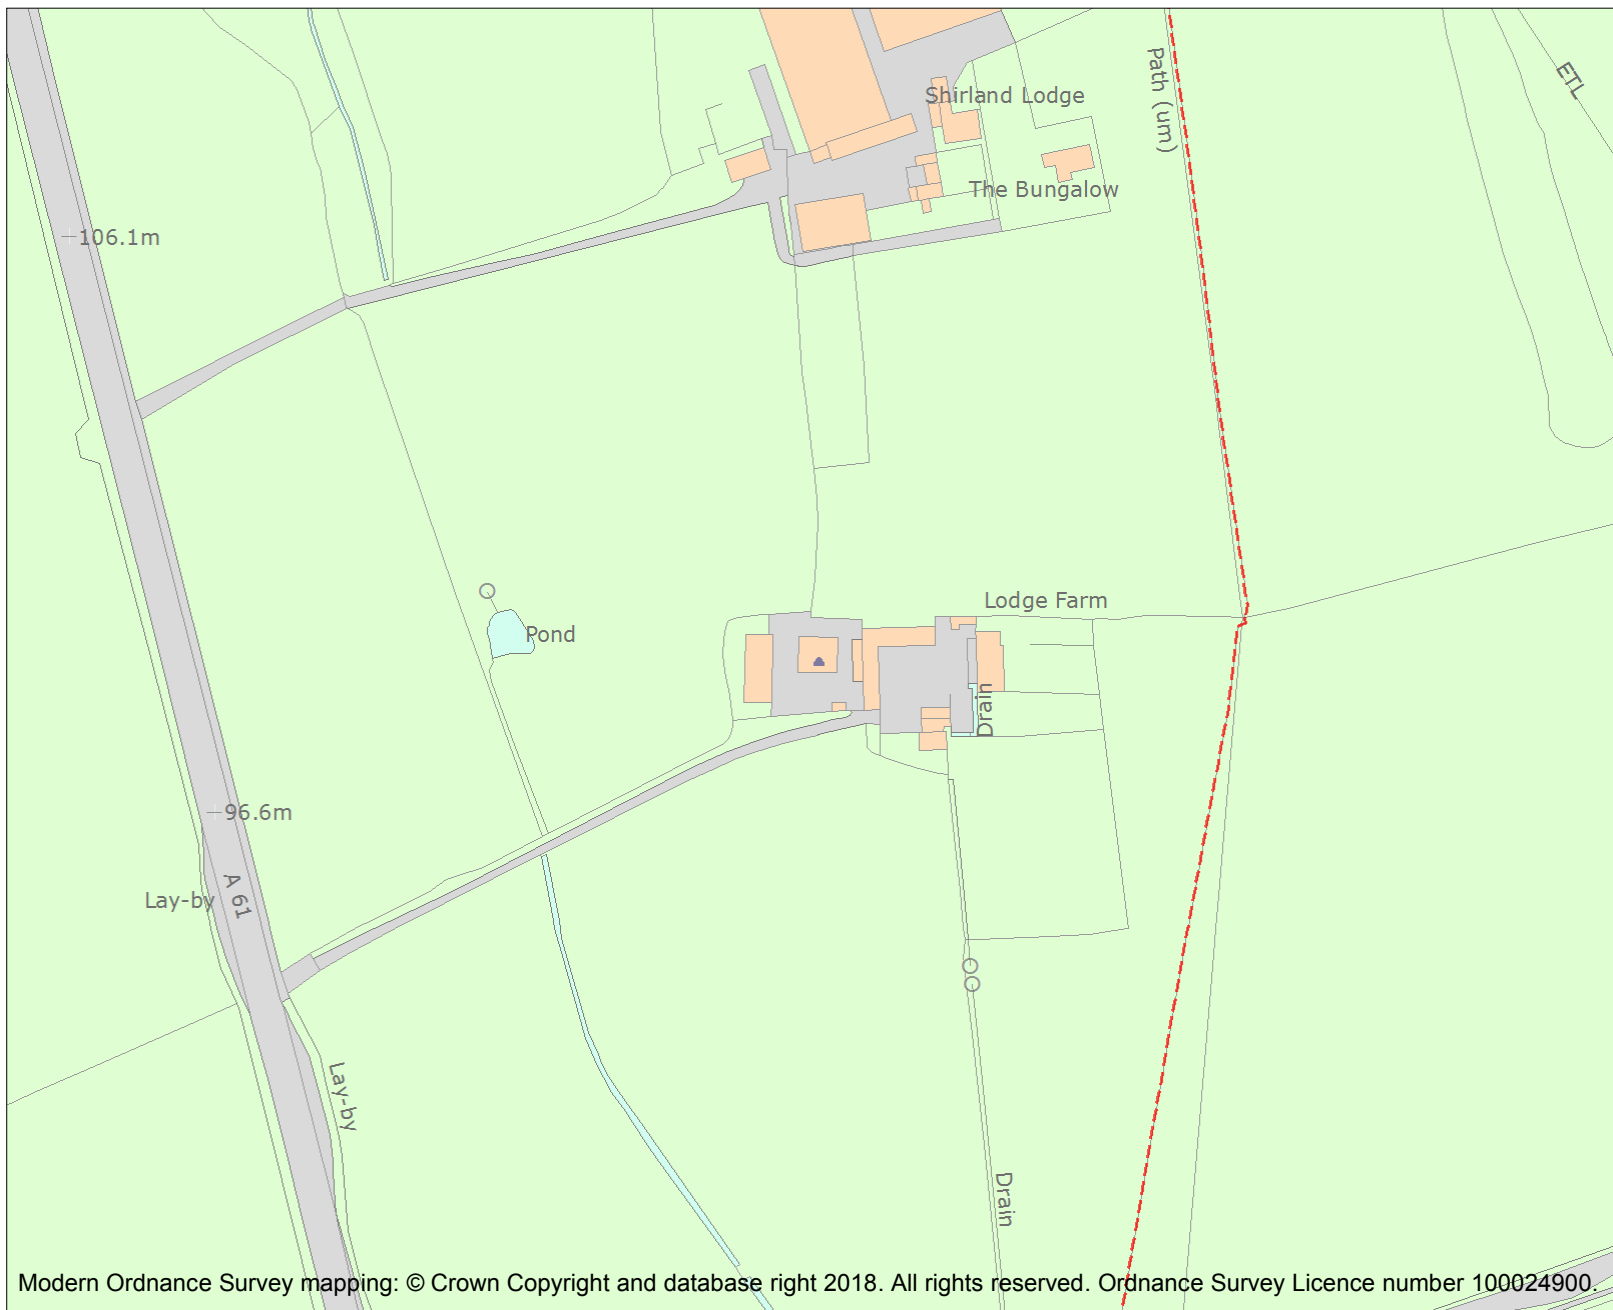 ETL
Path (um)
Shirland Lodge
The Bungalow
106.1m
Lodge Farm
Pond
Drain
96.6m
A 61
Lay-by
Lay-by
Drain
Modern Ordnance Survey mapping: © Crown Copyright and database right 2018. All rights reserved. Ordnance Survey Licence number 100024900.